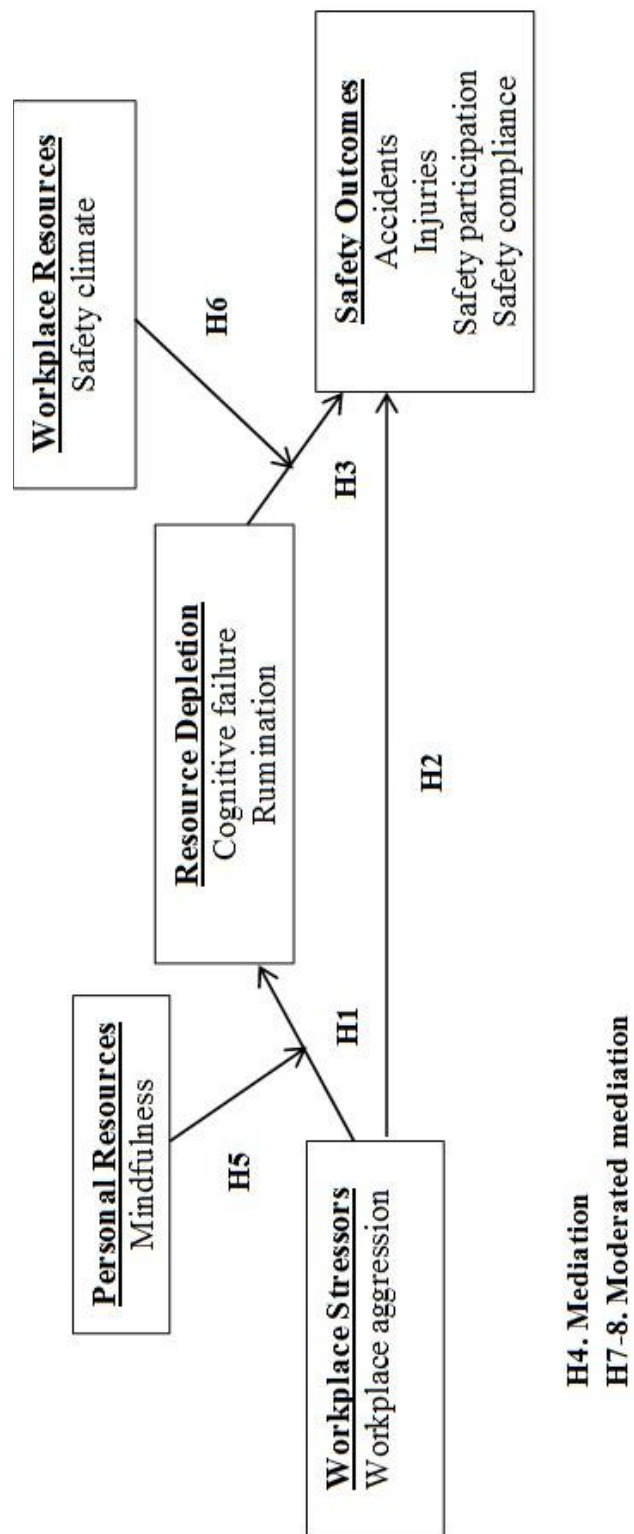 Personal Resources
Mindfulness
Workplace Resources
Safety climate
H5
H6
Resource Depletion
Cognitive failure
Rumination
H1
H3
Workplace Stressors
Workplace aggression
Safety Outcomes
Accidents
Injuries
Safety participation
Safety compliance
H2
H4. Mediation
H7-8. Moderated mediation